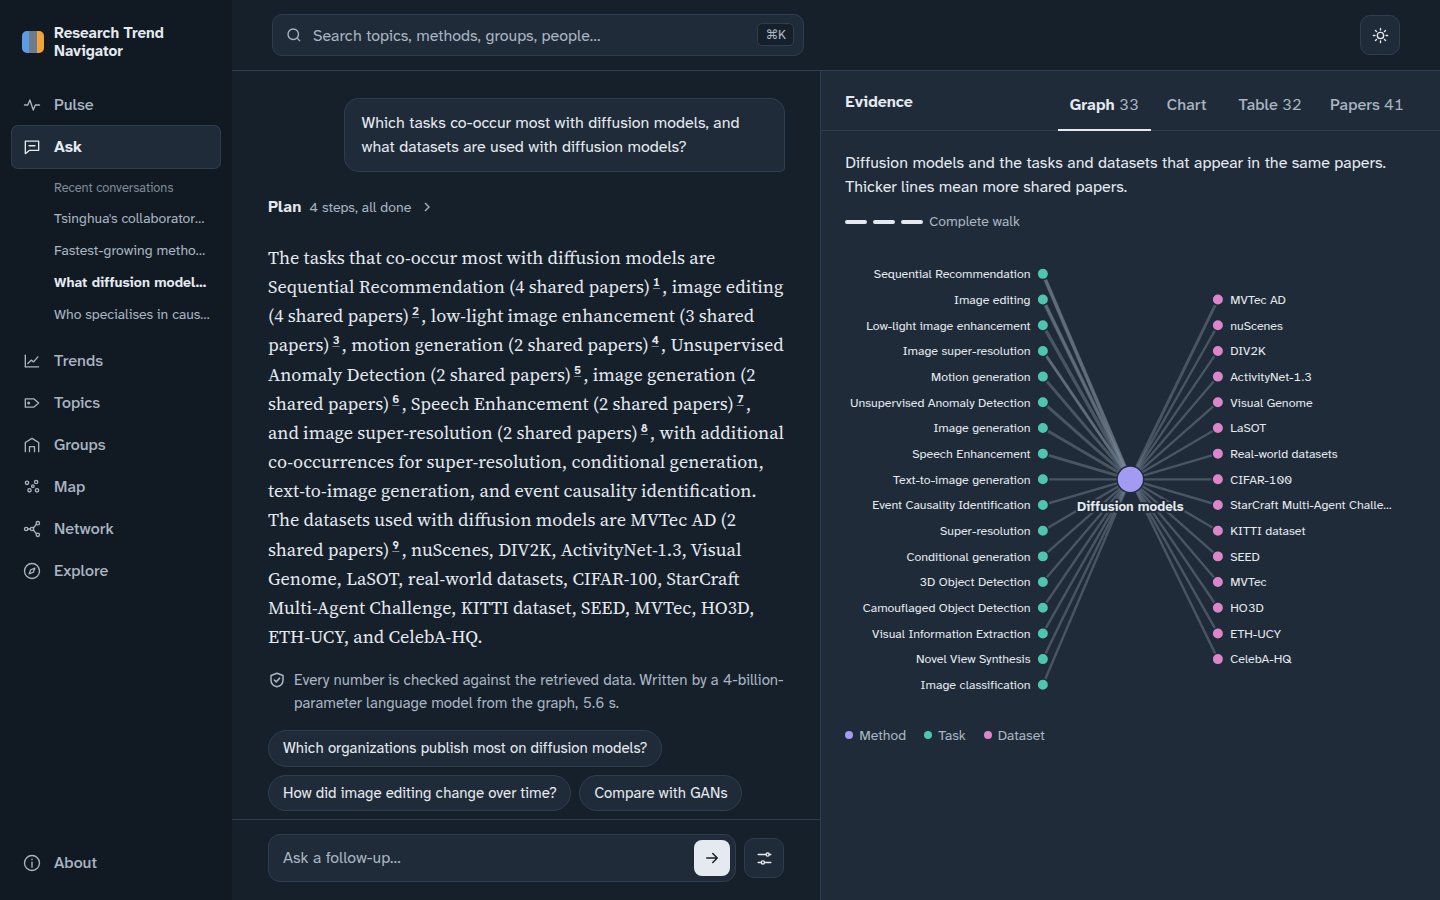 Research Trend
Navigator
Search topics, methods, groups, people...
⌘K
Pulse
Ask
Recent conversations
Tsinghua's collaborator...
Fastest-growing metho...
What diffusion model...
Who specialises in caus...
Trends
Topics
Groups
Map
Network
Explore
About
Which tasks co-occur most with diffusion models, and
what datasets are used with diffusion models?
Plan 4 steps, all done
The tasks that co-occur most with diffusion models are
Sequential Recommendation (4 shared papers) 1, image editing
(4 shared papers) 2, low-light image enhancement (3 shared
papers) 3, motion generation (2 shared papers) 4, Unsupervised
Anomaly Detection (2 shared papers) 5, image generation (2
shared papers) 6, Speech Enhancement (2 shared papers) 7,
and image super-resolution (2 shared papers) 8, with additional
co-occurrences for super-resolution, conditional generation,
text-to-image generation, and event causality identification.
The datasets used with diffusion models are MVTec AD (2
shared papers) 9, nuScenes, DIV2K, ActivityNet-1.3, Visual
Genome, LaSOT, real-world datasets, CIFAR-100, StarCraft
Multi-Agent Challenge, KITTI dataset, SEED, MVTec, HO3D,
ETH-UCY, and CelebA-HQ.
Every number is checked against the retrieved data. Written by a 4-billion-
parameter language model from the graph, 5.6 s.
Which organizations publish most on diffusion models?
How did image editing change over time?
Compare with GANs
Ask a follow-up...
Evidence
Graph 33
Chart
Table 32
Papers 41
Diffusion models and the tasks and datasets that appear in the same papers.
Thicker lines mean more shared papers.
Complete walk
Sequential Recommendation
Image editing
Low-light image enhancement
Image super-resolution
Motion generation
Unsupervised Anomaly Detection
Image generation
Speech Enhancement
Text-to-image generation
Event Causality Identification
Super-resolution
Conditional generation
3D Object Detection
Camouflaged Object Detection
Visual Information Extraction
Novel View Synthesis
Image classification
Diffusion models
MVTec AD
nuScenes
DIV2K
ActivityNet-1.3
Visual Genome
LaSOT
Real-world datasets
CIFAR-100
StarCraft Multi-Agent Challe...
KITTI dataset
SEED
MVTec
HO3D
ETH-UCY
CelebA-HQ
Method
Task
Dataset